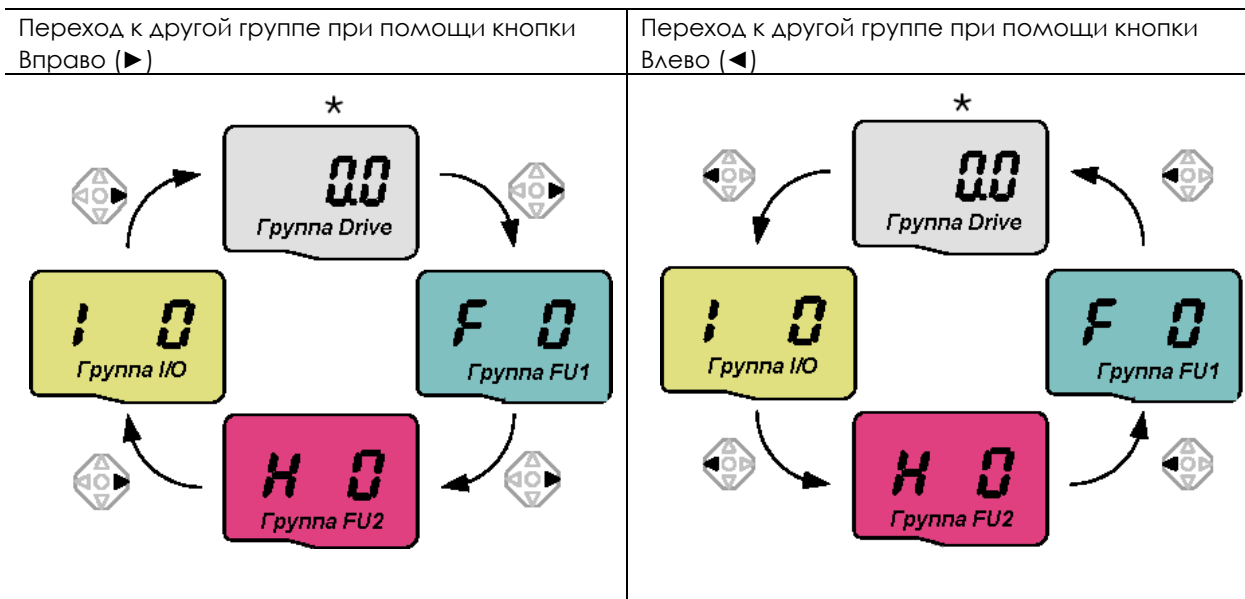 Переход к другой группе при помощи кнопки
Вправо (►)
Переход к другой группе при помощи кнопки
Влево (◄)
*
0.0
Группа Drive
I 0
Группа I/O
F 0
Группа FU1
H 0
Группа FU2
*
0.0
Группа Drive
I 0
Группа I/O
F 0
Группа FU1
H 0
Группа FU2